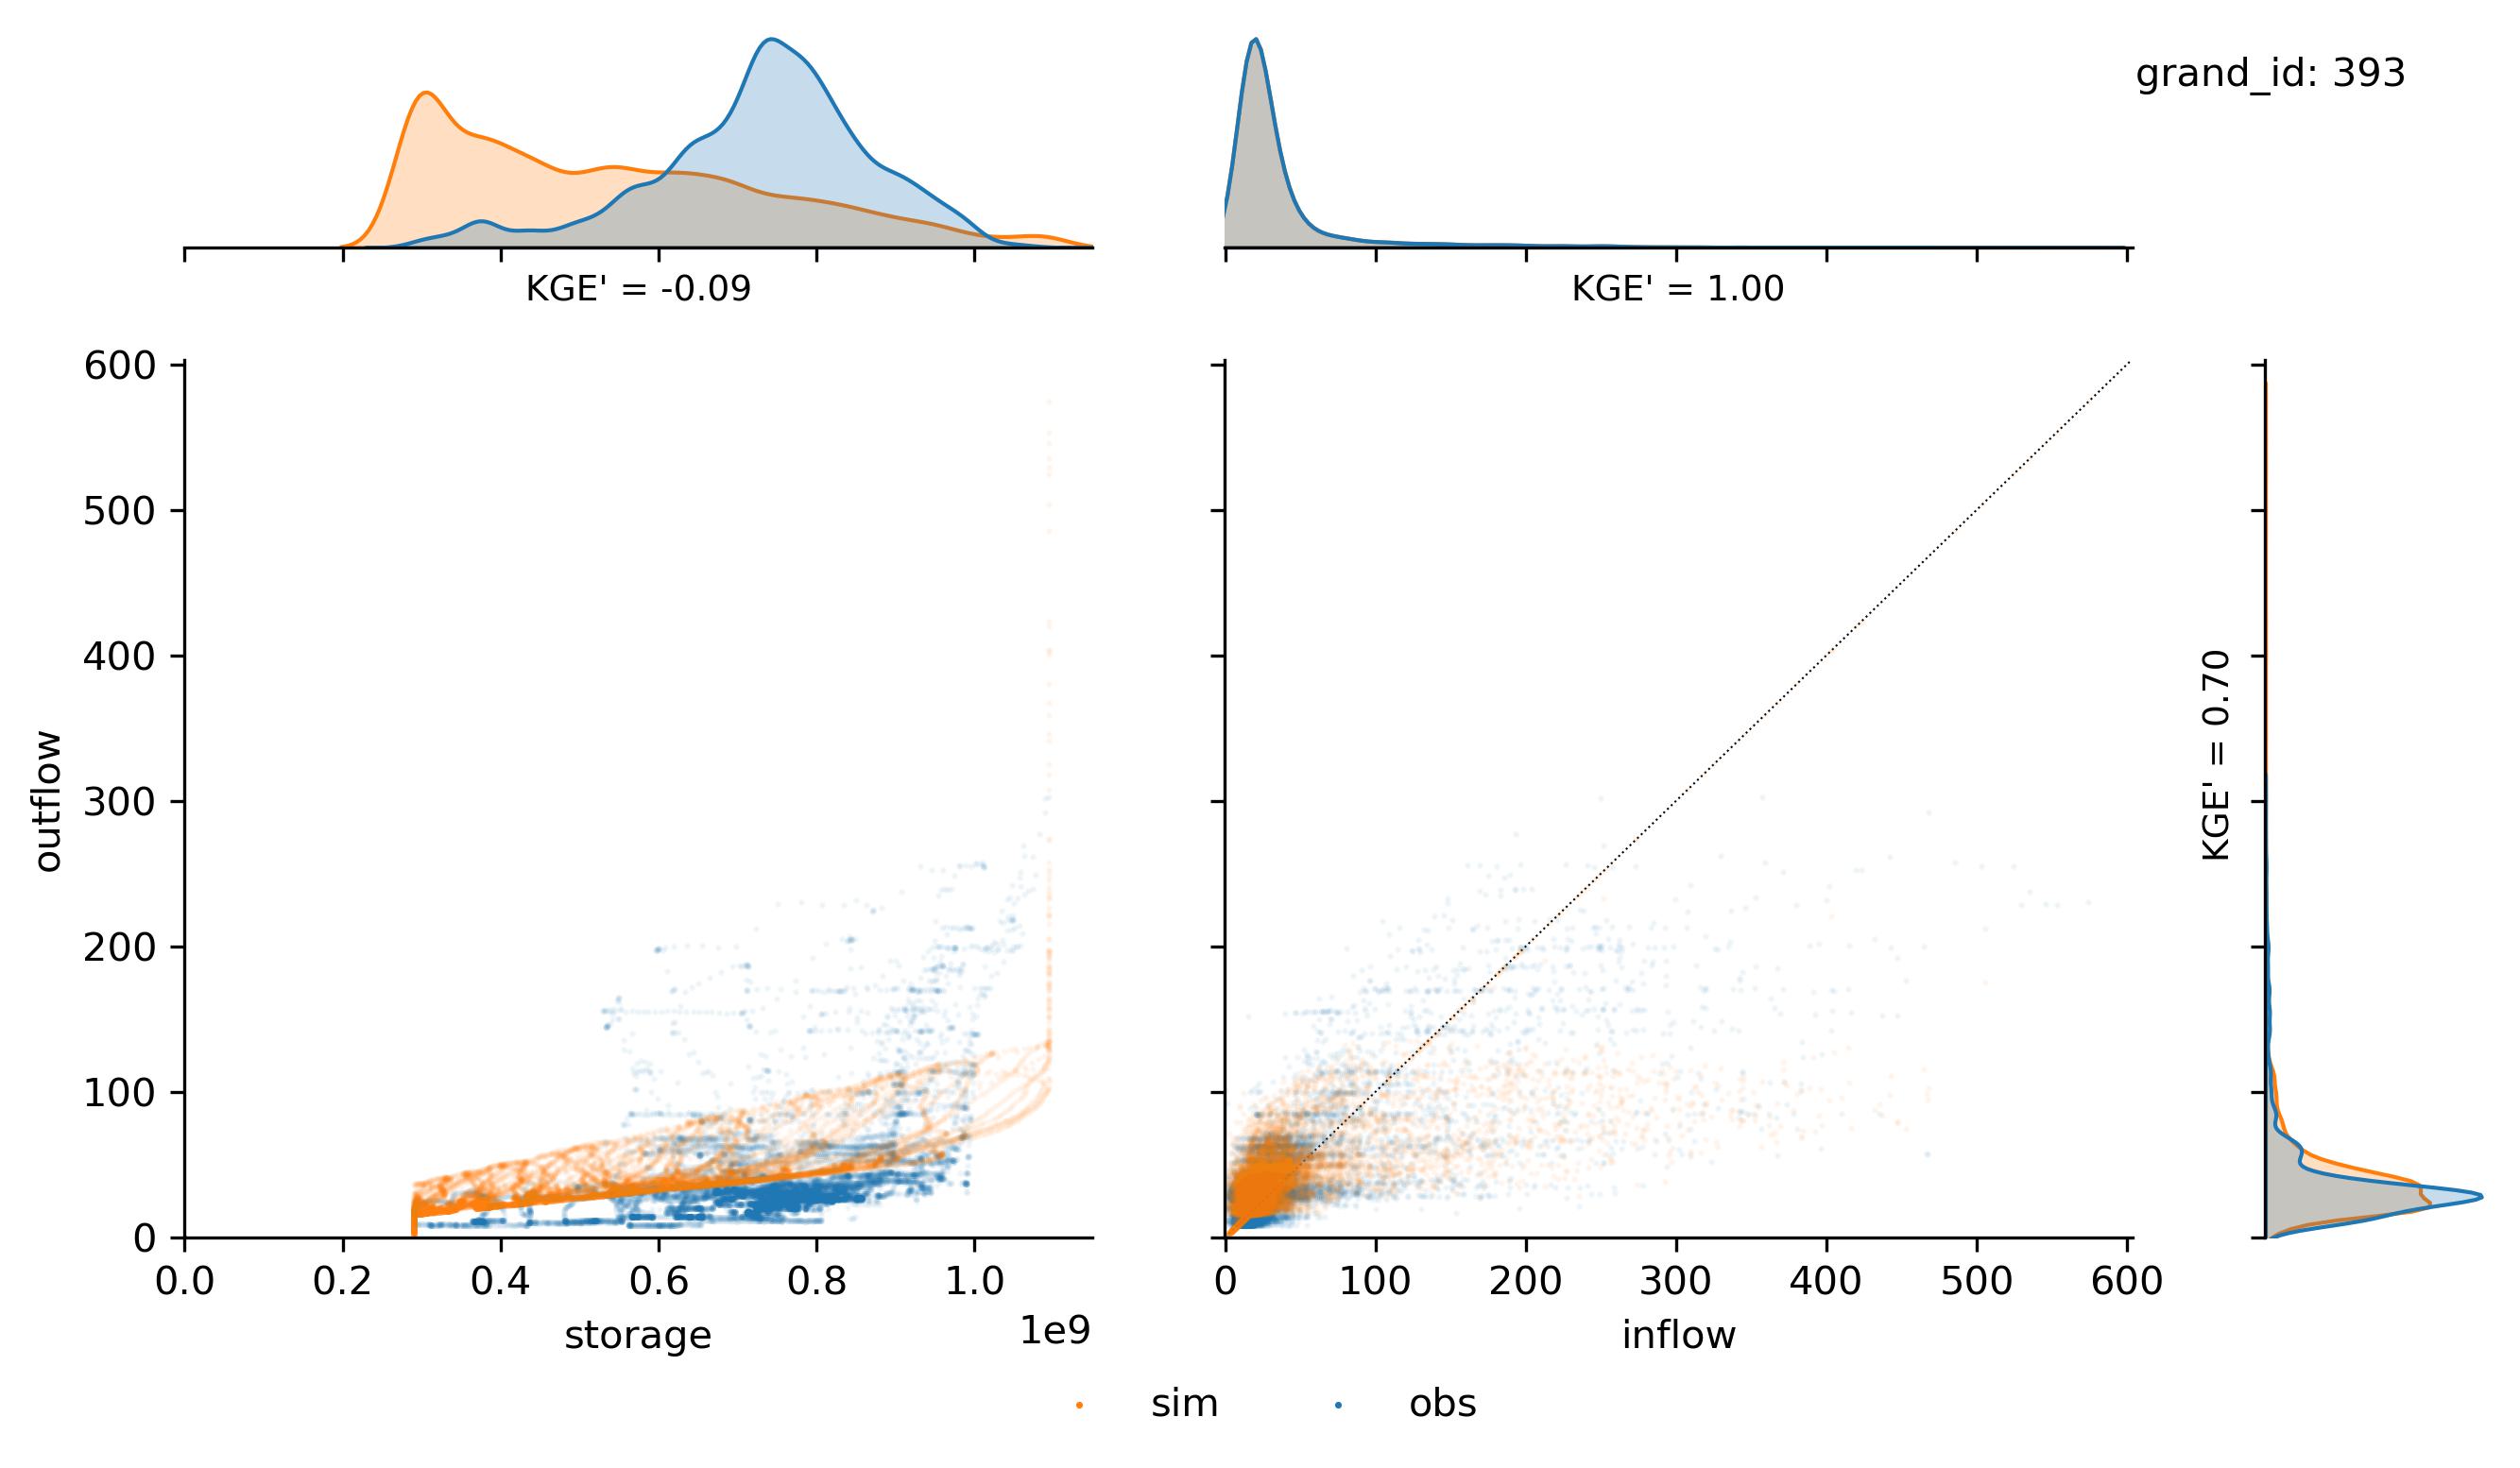 grand_id: 393
KGE' = -0.09
KGE' = 1.00
600
500
400
300
200
100
0
outflow
KGE' = 0.70
0.0 0.2 0.4 0.6 0.8 1.0
1e9
storage
0 100 200 300 400 500 600
inflow
sim obs